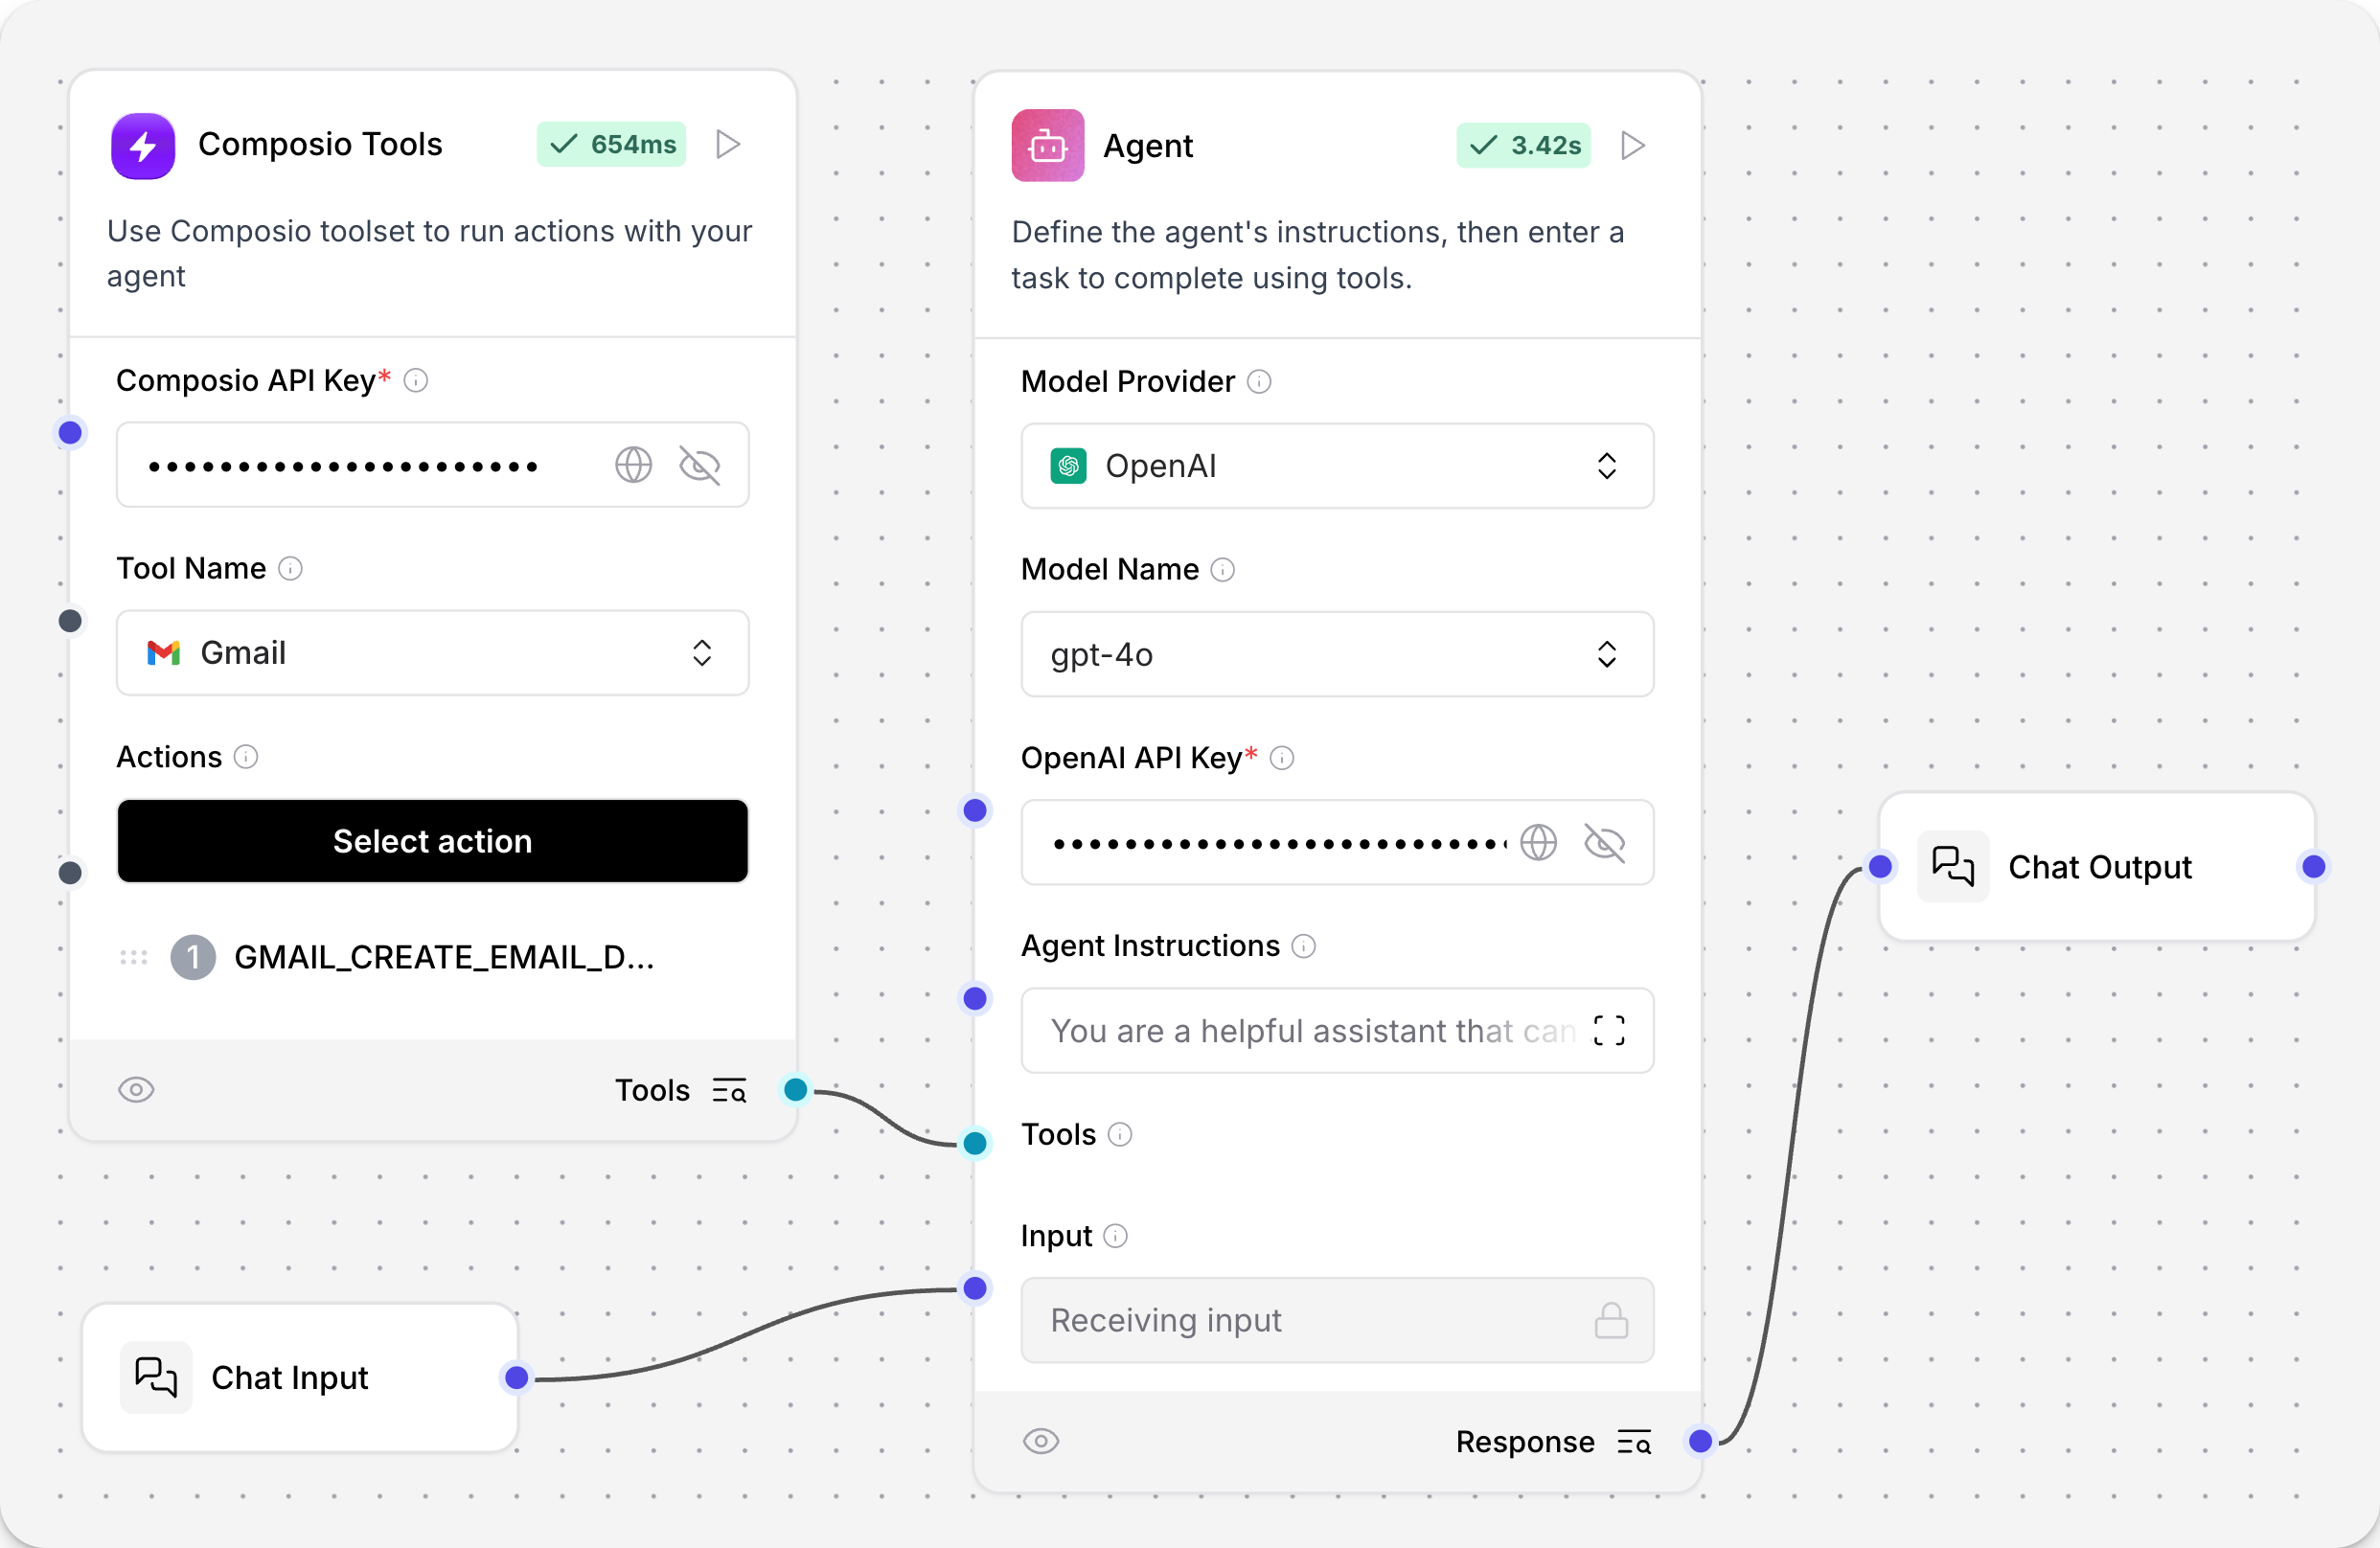 Composio Tools
654ms
Use Composio toolset to run actions with your
agent
Composio API Key*
Tool Name
Gmail
Actions
Select action
1 GMAIL_CREATE_EMAIL_D...
Tools
Chat Input
Agent
3.42s
Define the agent's instructions, then enter a
task to complete using tools.
Model Provider
OpenAI
Model Name
gpt-4o
OpenAI API Key*
Agent Instructions
You are a helpful assistant that can
Tools
Input
Receiving input
Response
Chat Output